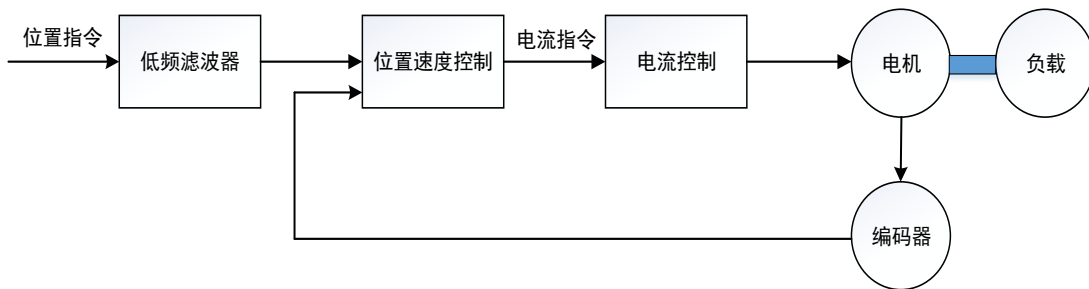 位置指令
低频滤波器
位置速度控制
电流指令
电流控制
电机
负载
编码器